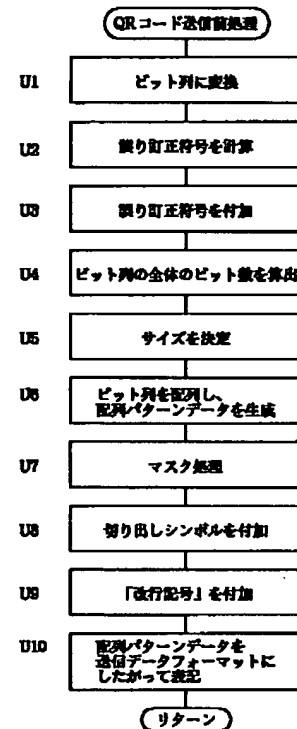 QRコード送信前処理
U1 ビット列に変換
U2 誤り訂正符号を計算
U3 誤り訂正符号を付加
U4 ビット列の全体のビット数を算出
U5 サイズを決定
U6 ビット列を配列し、
配列パターンデータを生成
U7 マスク処理
U8 切り出しシンボルを付加
U9 「改行記号」を付加
U10 配列パターンデータを
送信データフォーマットに
したがって表記
リターン